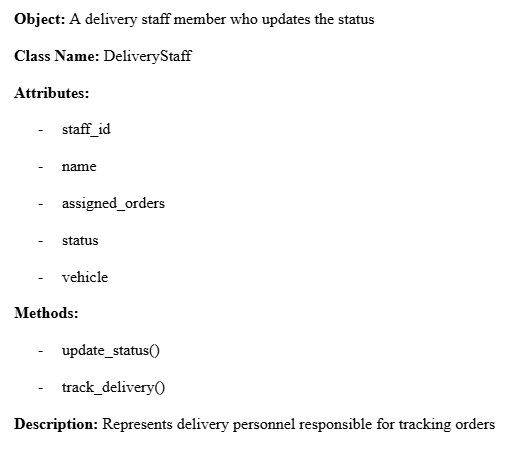 Object: A delivery staff member who updates the status
Class Name: DeliveryStaff
Attributes:
- staff_id
- name
- assigned_orders
- status
- vehicle
Methods:
- update_status()
- track_delivery()
Description: Represents delivery personnel responsible for tracking orders